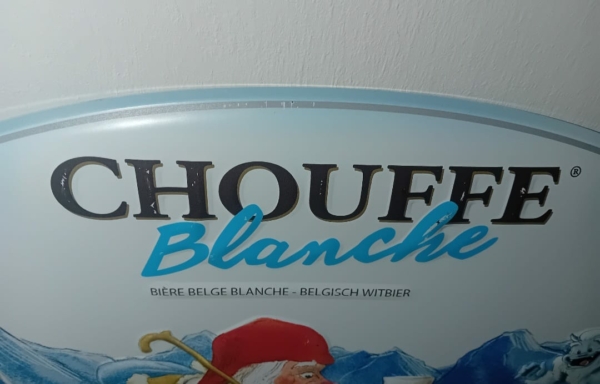 CHOUFFE®
Blanche
BIÈRE BELGE BLANCHE - BELGISCH WITBIER